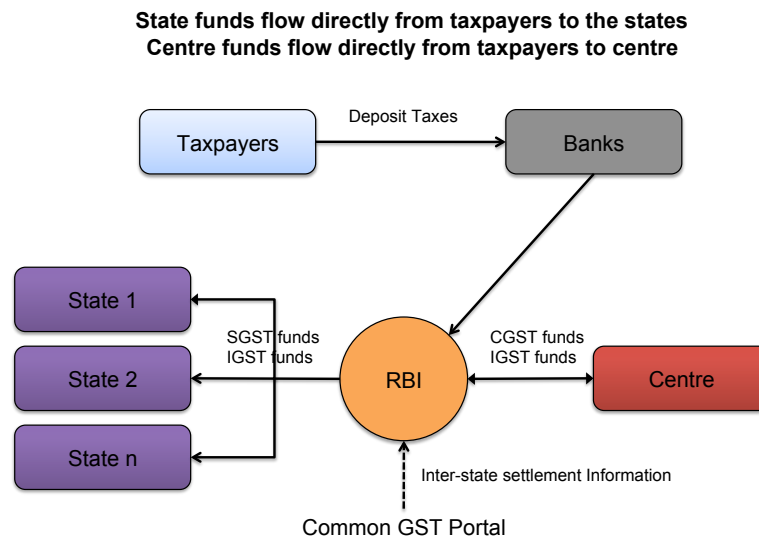 State funds flow directly from taxpayers to the states
Centre funds flow directly from taxpayers to centre
Deposit Taxes
Taxpayers
Banks
State 1
SGST funds
IGST funds
CGST funds
IGST funds
State 2
RBI
Centre
State n
Inter-state settlement Information
Common GST Portal